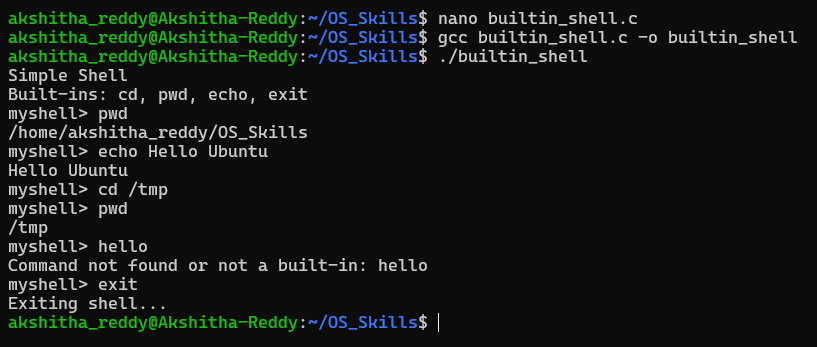 akshitha_reddy@Akshitha-Reddy:~/OS_Skills$ nano builtin_shell.c
akshitha_reddy@Akshitha-Reddy:~/OS_Skills$ gcc builtin_shell.c -o builtin_shell
akshitha_reddy@Akshitha-Reddy:~/OS_Skills$ ./builtin_shell
Simple Shell
Built-ins: cd, pwd, echo, exit
myshell> pwd
/home/akshitha_reddy/OS_Skills
myshell> echo Hello Ubuntu
Hello Ubuntu
myshell> cd /tmp
myshell> pwd
/tmp
myshell> hello
Command not found or not a built-in: hello
myshell> exit
Exiting shell...
akshitha_reddy@Akshitha-Reddy:~/OS_Skills$